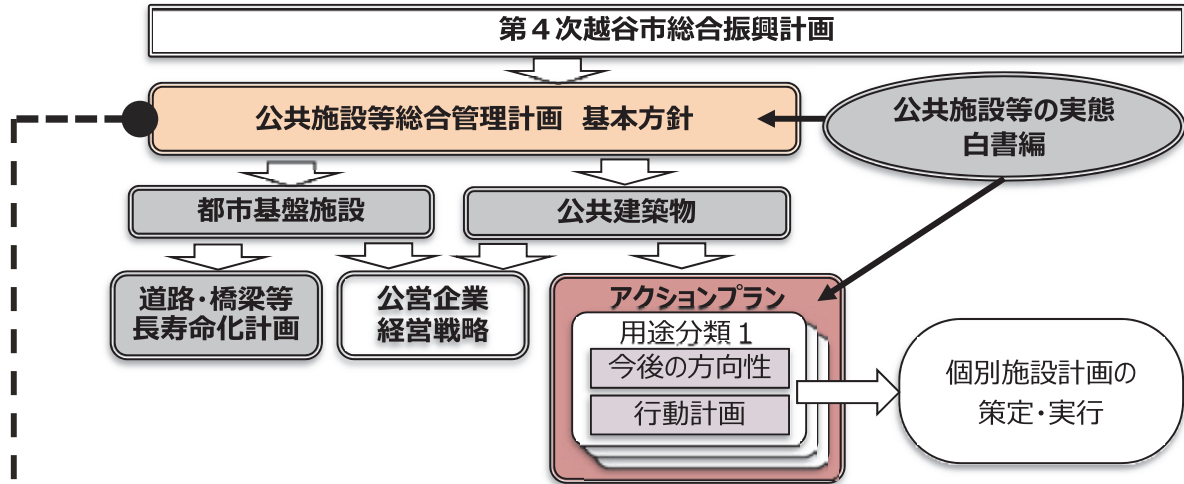 第４次越谷市総合振興計画
公共施設等総合管理計画 基本方針
公共施設等の実態
白書編
都市基盤施設
公共建築物
道路・橋梁等
長寿命化計画
公営企業
経営戦略
アクションプラン
用途分類１
今後の方向性
行動計画
個別施設計画の
策定・実行